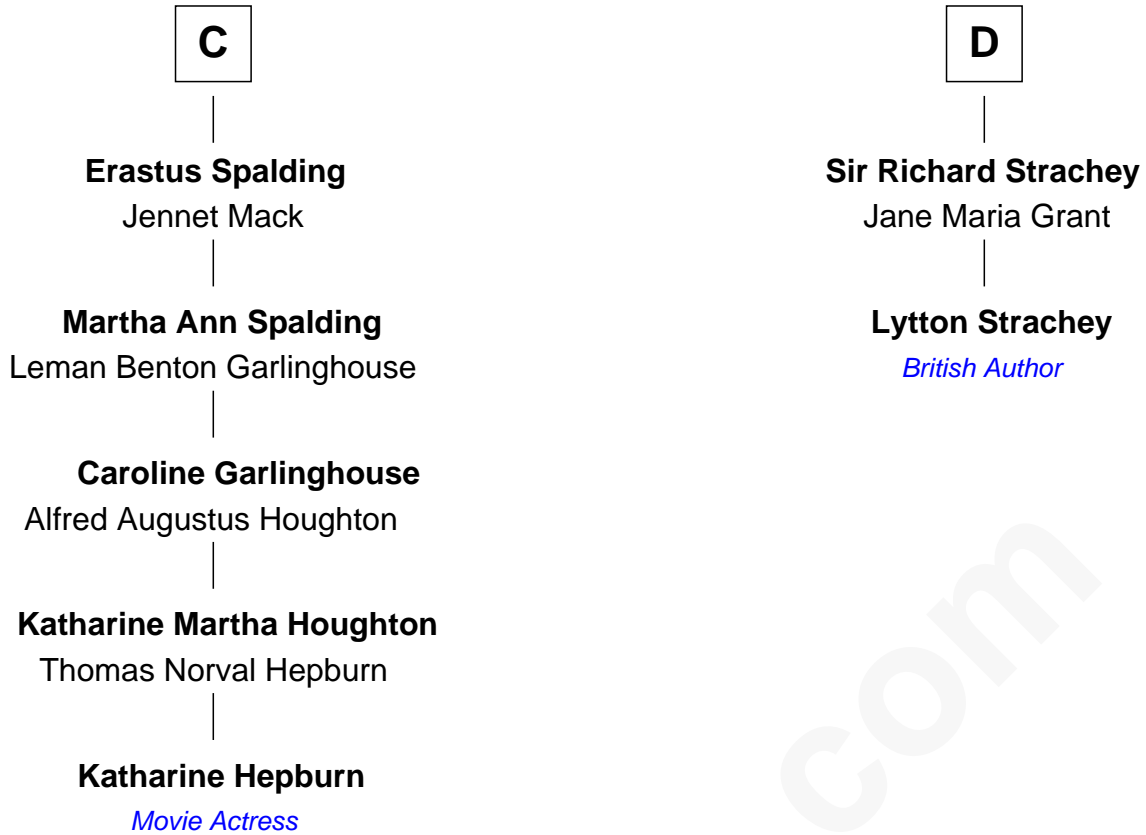 C
Erastus Spalding
Jennet Mack
Martha Ann Spalding
Leman Benton Garlinghouse
Caroline Garlinghouse
Alfred Augustus Houghton
Katharine Martha Houghton
Thomas Norval Hepburn
Katharine Hepburn
Movie Actress
D
Sir Richard Strachey
Jane Maria Grant
Lytton Strachey
British Author
com